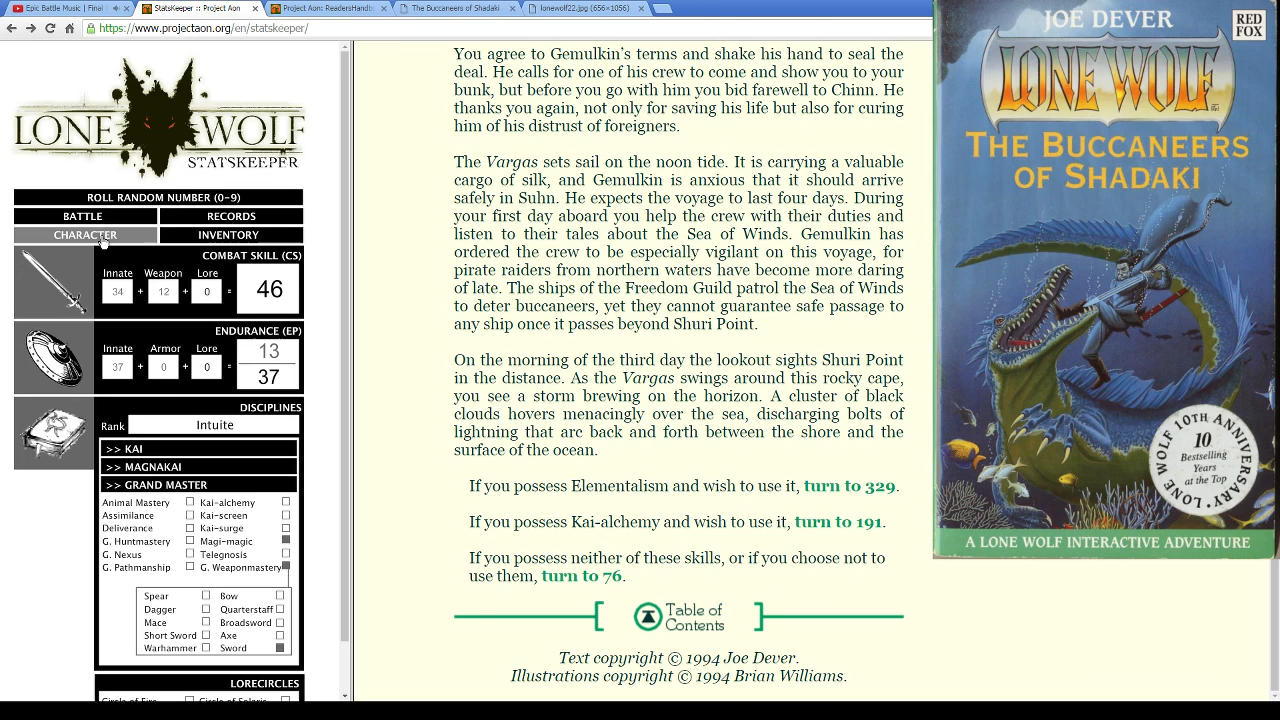 Epic Battle Music | Final
StatsKeeper :: Project Aon
Project Aon: ReadersHandb
The Buccaneers of Shadaki
lonewolf22.jpg (656×1056)
https://www.projectaon.org/en/statskeeper/
LONE WOLF
STATSKEEPER
ROLL RANDOM NUMBER (0-9)
BATTLE RECORDS
CHARACTER INVENTORY
COMBAT SKILL (CS)
Innate Weapon Lore
34 + 12 + 0 = 46
ENDURANCE (EP)
Innate Armor Lore
13
37 + 0 + 0 =
37
DISCIPLINES
Rank Intuite
>> KAI
>> MAGNAKAI
>> GRAND MASTER
Animal Mastery Kai-alchemy
Assimilance Kai-screen
Deliverance Kai-surge
G. Huntmastery Magi-magic
G. Nexus Telegnosis
G. Pathmanship G. Weaponmastery
Spear Bow
Dagger Quarterstaff
Mace Broadsword
Short Sword Axe
Warhammer Sword
LORECIRCLES
Circle of Fire Circle of Solaris
You agree to Gemulkin's terms and shake his hand to seal the
deal. He calls for one of his crew to come and show you to your
bunk, but before you go with him you bid farewell to Chinn. He
thanks you again, not only for saving his life but also for curing
him of his distrust of foreigners.
The Vargas sets sail on the noon tide. It is carrying a valuable
cargo of silk, and Gemulkin is anxious that it should arrive
safely in Suhn. He expects the voyage to last four days. During
your first day aboard you help the crew with their duties and
listen to their tales about the Sea of Winds. Gemulkin has
ordered the crew to be especially vigilant on this voyage, for
pirate raiders from northern waters have become more daring
of late. The ships of the Freedom Guild patrol the Sea of Winds
to deter buccaneers, yet they cannot guarantee safe passage to
any ship once it passes beyond Shuri Point.
On the morning of the third day the lookout sights Shuri Point
in the distance. As the Vargas swings around this rocky cape,
you see a storm brewing on the horizon. A cluster of black
clouds hovers menacingly over the sea, discharging bolts of
lightning that arc back and forth between the shore and the
surface of the ocean.
If you possess Elementalism and wish to use it, turn to 329.
If you possess Kai-alchemy and wish to use it, turn to 191.
If you possess neither of these skills, or if you choose not to
use them, turn to 76.
Table of
Contents
Text copyright © 1994 Joe Dever.
Illustrations copyright © 1994 Brian Williams.
JOE DEVER
RED
FOX
LONE WOLF
THE BUCCANEERS
OF SHADAKI
LONE WOLF 10TH ANNIVERSARY
10
Bestselling
Years
at the Top
A LONE WOLF INTERACTIVE ADVENTURE